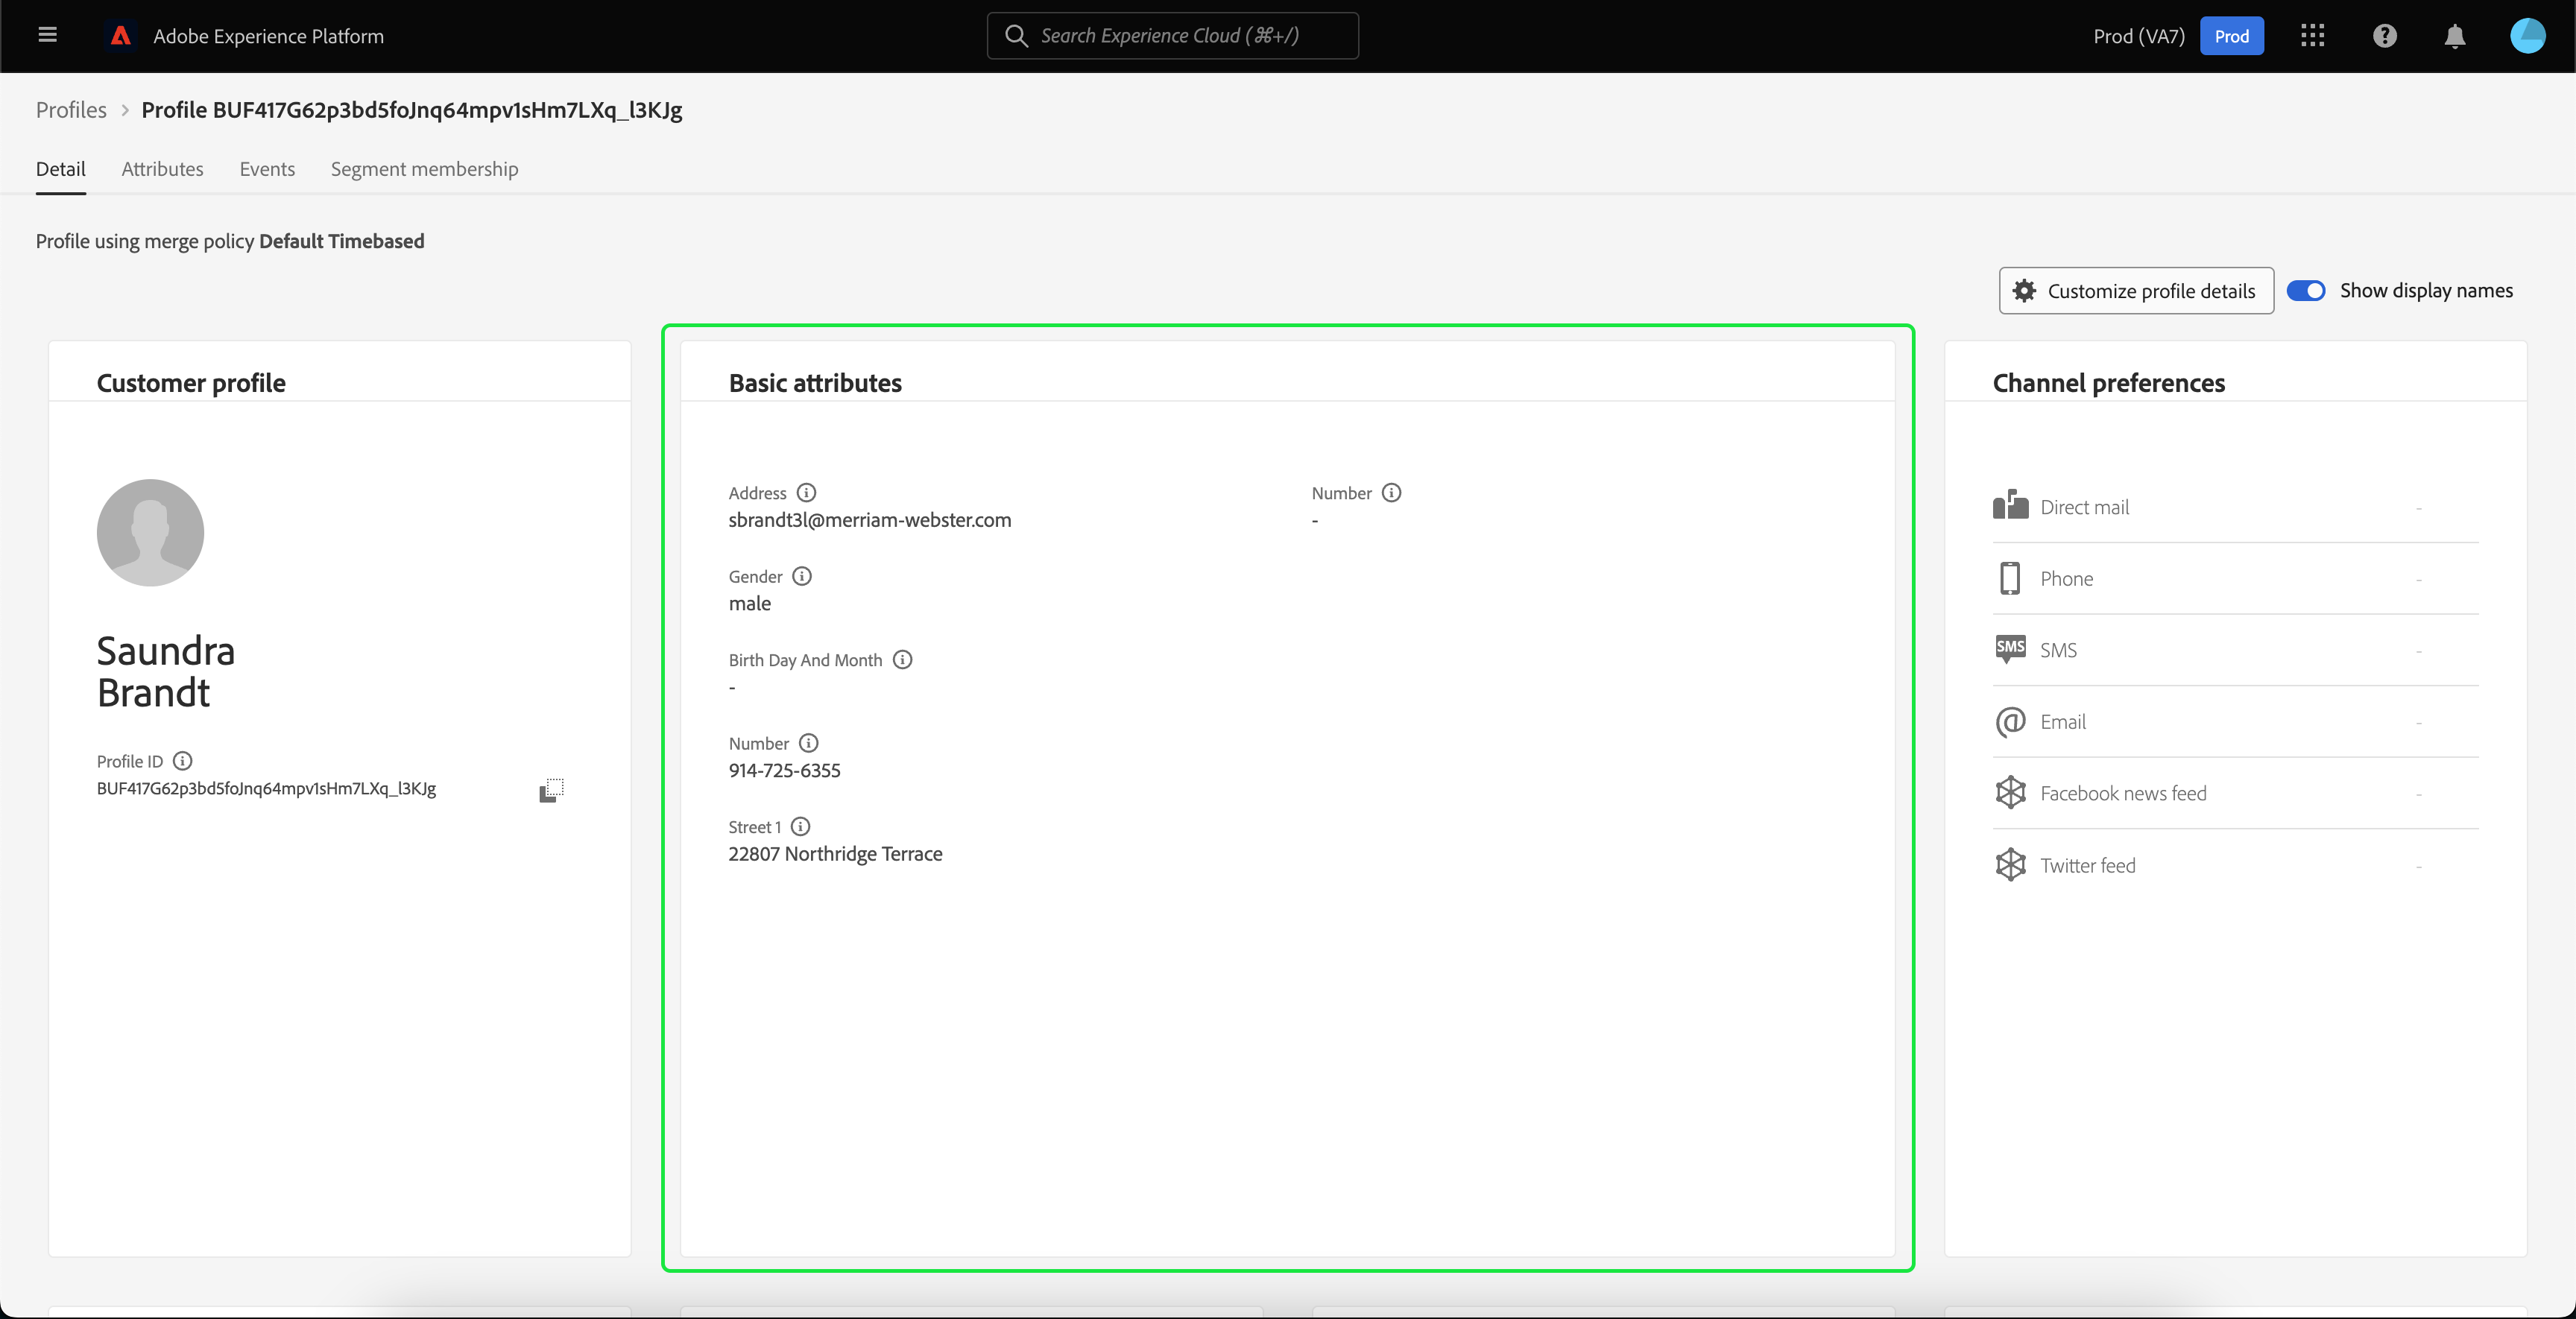 Adobe Experience Platform
Search Experience Cloud (⌘+/)
Prod (VA7)
Prod
Profiles > Profile BUF417G62p3bd5foJnq64mpv1sHm7LXq_l3KJg
Detail
Attributes
Events
Segment membership
Profile using merge policy Default Timebased
Customize profile details
Show display names
Customer profile
Saundra
Brandt
Profile ID
BUF417G62p3bd5foJnq64mpv1sHm7LXq_l3KJg
Basic attributes
Address
sbrandt3l@merriam-webster.com
Number
-
Gender
male
Birth Day And Month
-
Number
914-725-6355
Street 1
22807 Northridge Terrace
Channel preferences
Direct mail -
Phone -
SMS SMS -
Email -
Facebook news feed -
Twitter feed -